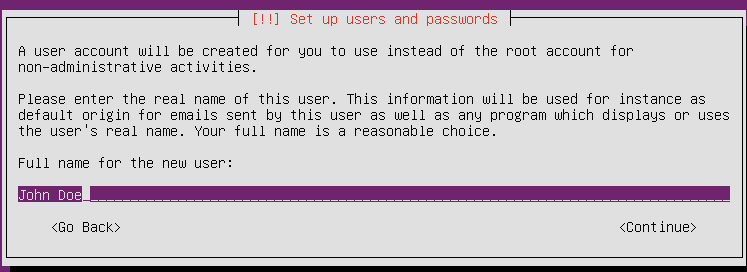 [!!] Set up users and passwords
A user account will be created for you to use instead of the root account for
non-administrative activities.
Please enter the real name of this user. This information will be used for instance as
default origin for emails sent by this user as well as any program which displays or uses
the user's real name. Your full name is a reasonable choice.
Full name for the new user:
John Doe
<Go Back> <Continue>